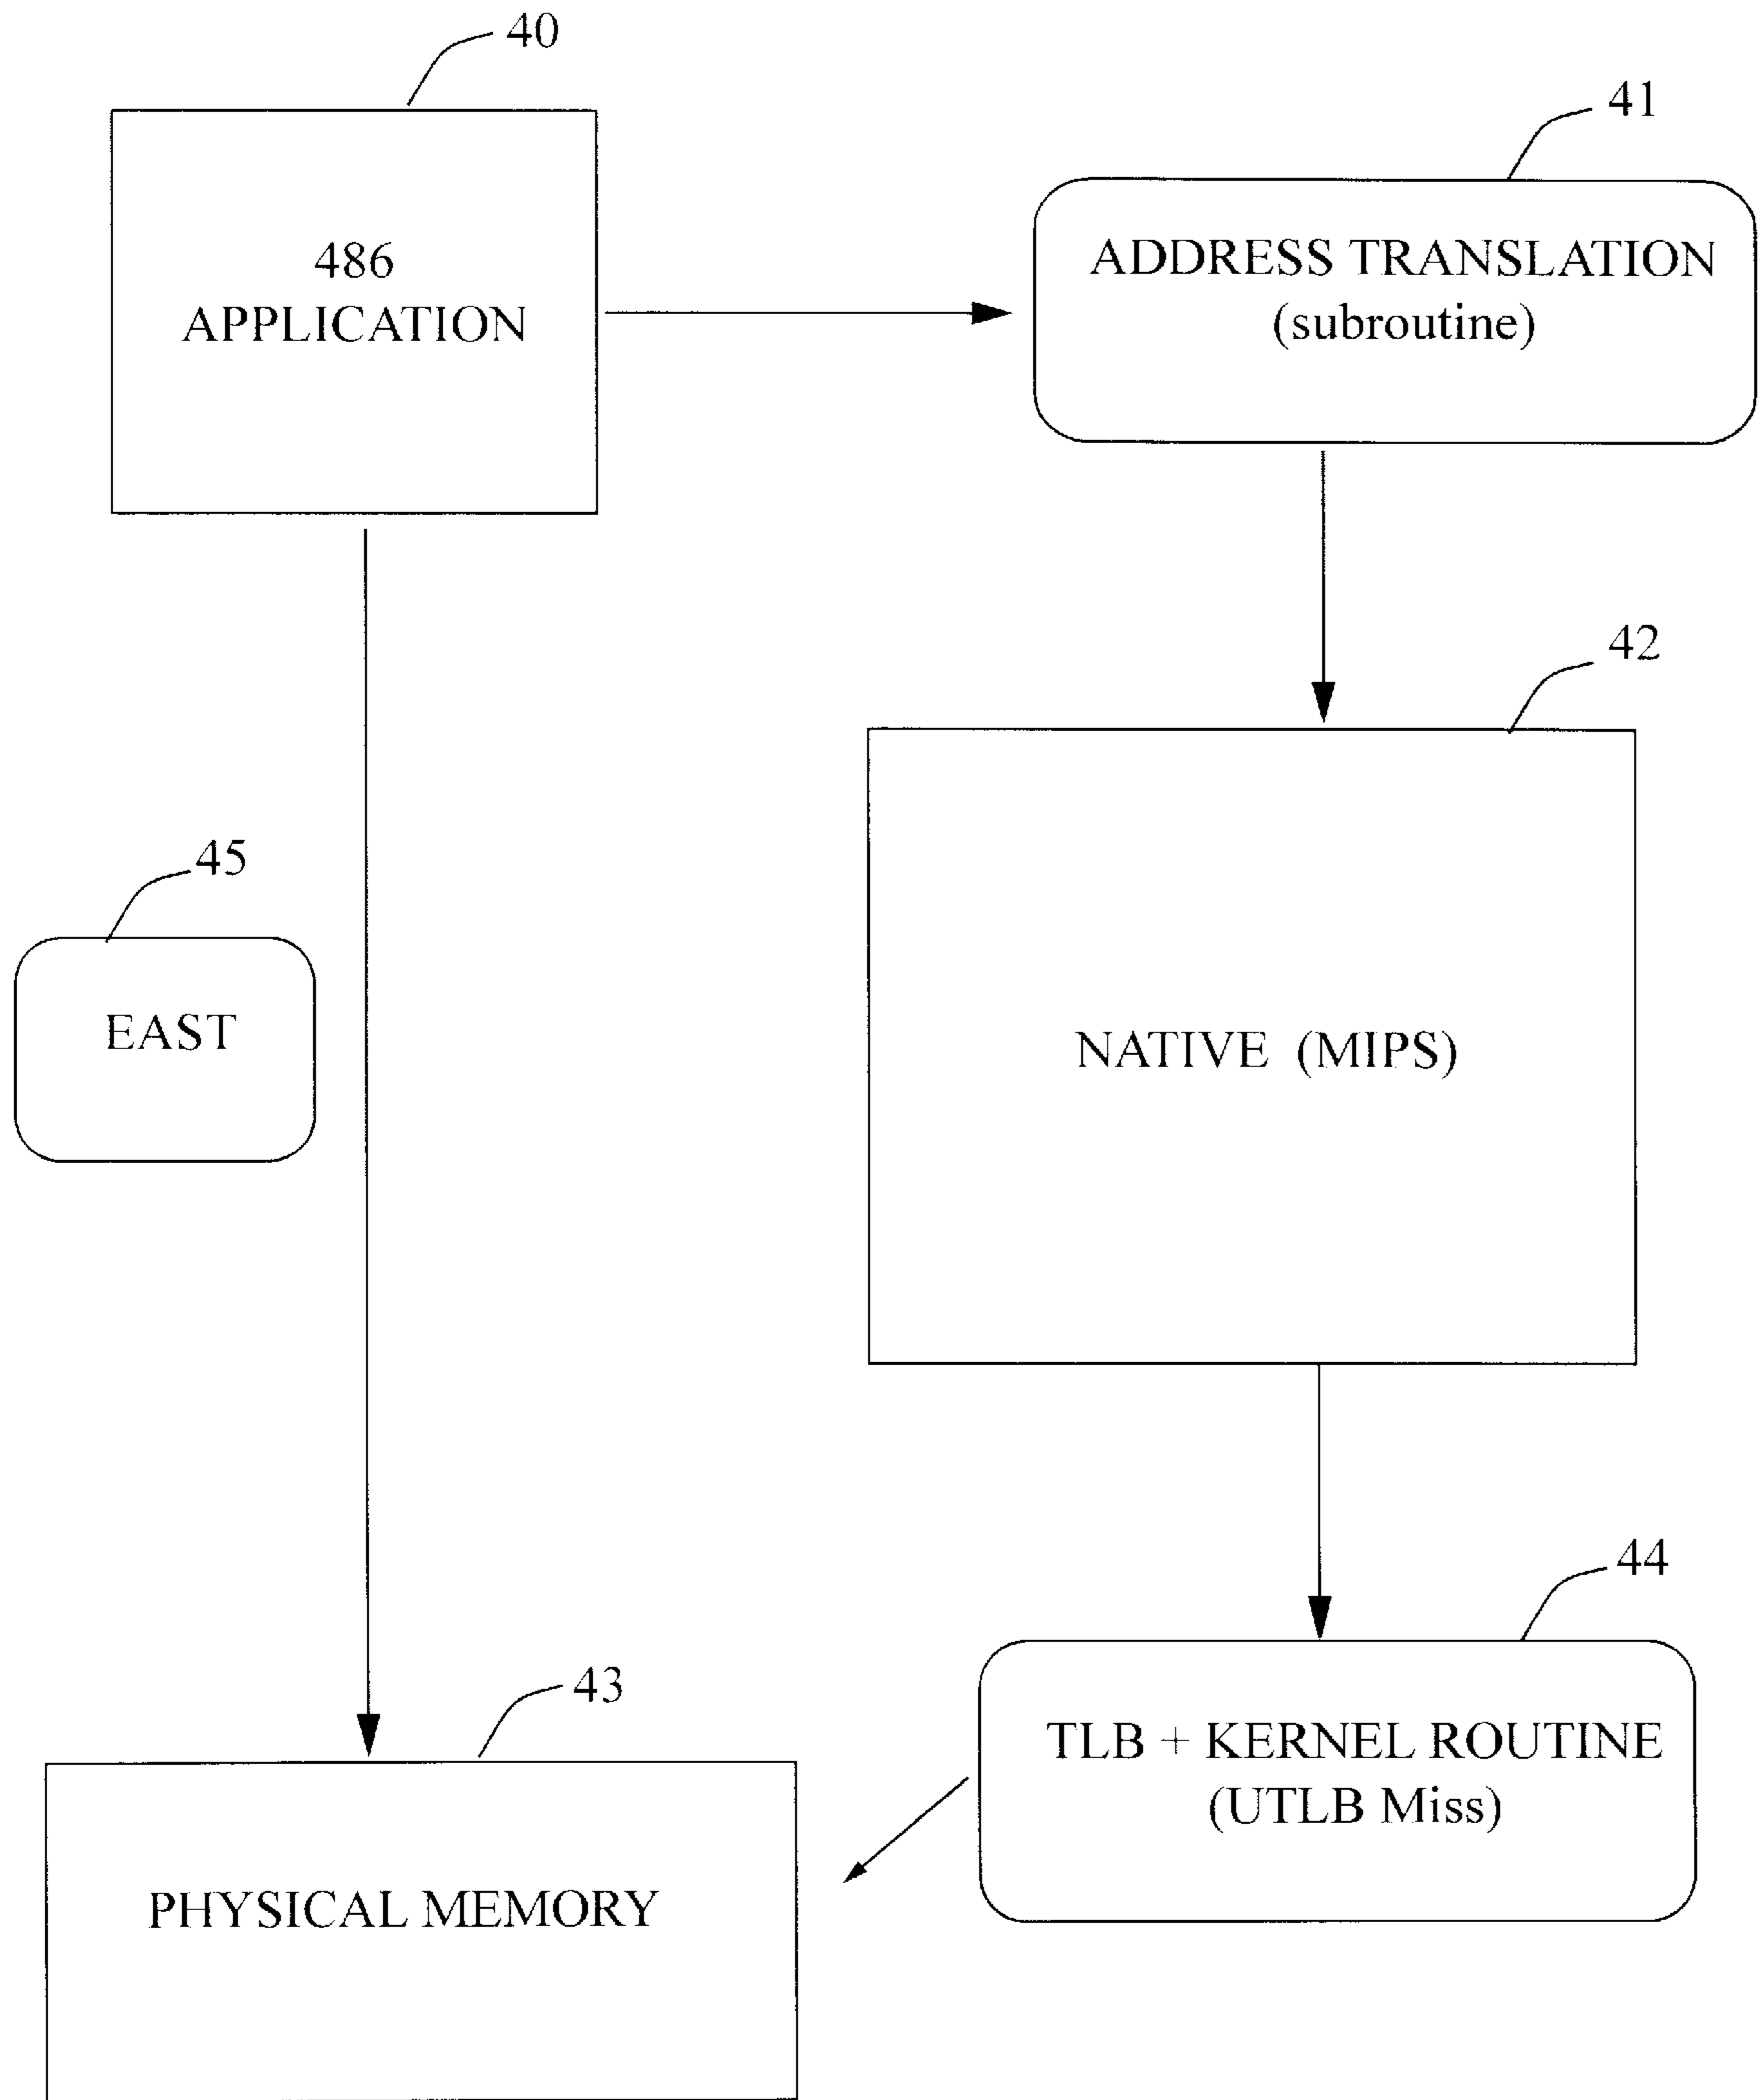 40
486
APPLICATION
41
ADDRESS TRANSLATION
(subroutine)
42
NATIVE (MIPS)
45
EAST
44
TLB + KERNEL ROUTINE
(UTLB Miss)
43
PHYSICAL MEMORY